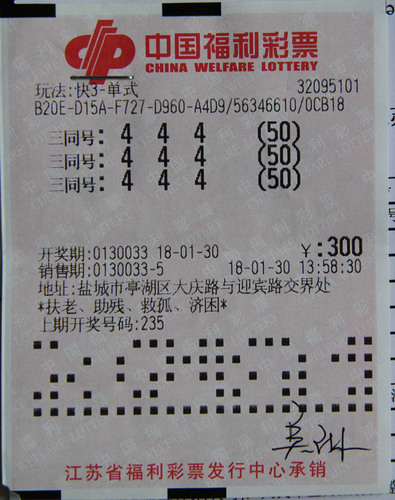 中国福利彩票
CHINA WELFARE LOTTERY
玩法:快3-单式 32095101
B20E-D15A-F727-D960-A4D9/56346610/0CB18
三同号: 4 4 4 (50)
三同号: 4 4 4 (50)
三同号: 4 4 4 (50)
开奖期:0130033 18-01-30 ¥:300
销售期:0130033-5 18-01-30 13:58:30
地址:盐城市亭湖区大庆路与迎宾路交界处
*扶老、助残、救孤、济困*
上期开奖号码:235
江苏省福利彩票发行中心承销